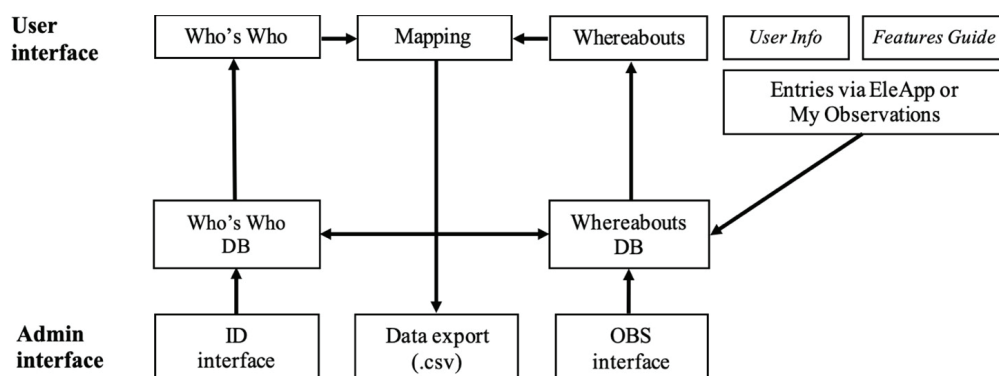 User
interface
Who's Who
Mapping
Whereabouts
User Info
Features Guide
Entries via EleApp or
My Observations
Who's Who
DB
Whereabouts
DB
Admin
interface
ID
interface
Data export
(.csv)
OBS
interface